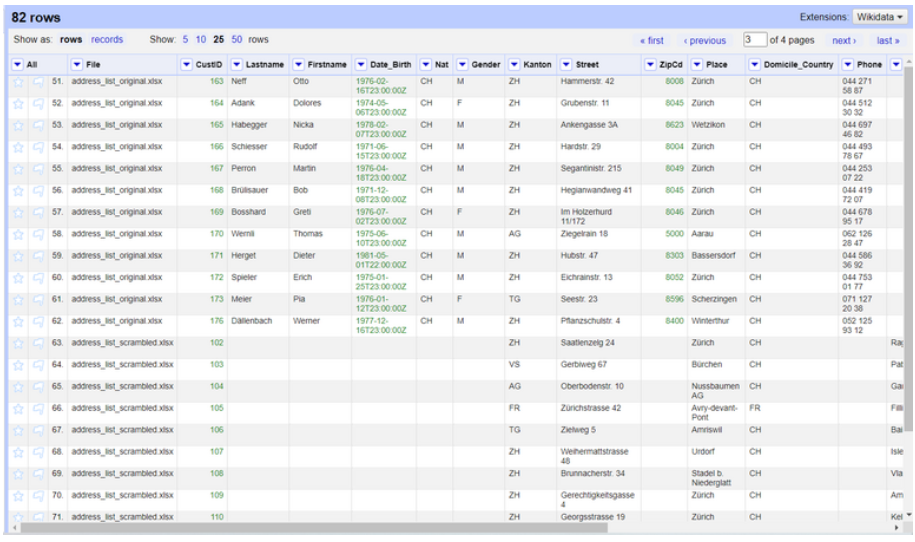 82 rows Extensions: Wikidata
Show as: rows records Show: 5 10 25 50 rows « first ‹ previous 3 of 4 pages next › last »
All File CustID Lastname Firstname Date_Birth Nat Gender Kanton Street ZipCd Place Domicile_Country Phone
51. address_list_original.xlsx 163 Neff Otto 1976-02- CH M ZH Hammerstr. 42 8008 Zürich CH 044 271
16T23:00:00Z 58 87
52. address_list_original.xlsx 164 Adank Dolores 1974-05- CH F ZH Grubenstr. 11 8045 Zürich CH 044 512
06T23:00:00Z 30 32
53. address_list_original.xlsx 165 Habegger Nicka 1978-02- CH M ZH Ankengasse 3A 8623 Wetzikon CH 044 697
07T23:00:00Z 46 82
54. address_list_original.xlsx 166 Schiesser Rudolf 1971-06- CH M ZH Hardstr. 29 8004 Zürich CH 044 493
15T23:00:00Z 78 67
55. address_list_original.xlsx 167 Perron Martin 1976-04- CH M ZH Segantinistr. 215 8049 Zürich CH 044 253
18T23:00:00Z 07 22
56. address_list_original.xlsx 168 Brülisauer Bob 1971-12- CH M ZH Hegianwandweg 41 8045 Zürich CH 044 419
08T23:00:00Z 72 07
57. address_list_original.xlsx 169 Bosshard Greti 1976-07- CH F ZH Im Holzerhurd 8046 Zürich CH 044 678
02T23:00:00Z 11/172 95 17
58. address_list_original.xlsx 170 Wernli Thomas 1975-06- CH M AG Ziegelrain 18 5000 Aarau CH 062 126
10T23:00:00Z 28 47
59. address_list_original.xlsx 171 Herget Dieter 1981-05- CH M ZH Hubstr. 47 8303 Bassersdorf CH 044 586
01T22:00:00Z 36 92
60. address_list_original.xlsx 172 Spieler Erich 1975-01- CH M ZH Eichrainstr. 13 8052 Zürich CH 044 753
25T23:00:00Z 01 77
61. address_list_original.xlsx 173 Meier Pia 1976-01- CH F TG Seestr. 23 8596 Scherzingen CH 071 127
12T23:00:00Z 20 38
62. address_list_original.xlsx 176 Dällenbach Werner 1977-12- CH M ZH Pflanzschulstr. 4 8400 Winterthur CH 052 125
16T23:00:00Z 93 12
63. address_list_scrambled.xlsx 102 ZH Saatlenzelg 24 Zürich CH
64. address_list_scrambled.xlsx 103 VS Gerbiweg 67 Bürchen CH Pat
65. address_list_scrambled.xlsx 104 AG Oberbodenstr. 10 Nussbaumen CH
AG
66. address_list_scrambled.xlsx 105 FR Zürichstrasse 42 Avry-devant- FR
Pont
67. address_list_scrambled.xlsx 106 TG Zielweg 5 Amriswil CH
68. address_list_scrambled.xlsx 107 ZH Weihermattstrasse Urdorf CH Isle
48
69. address_list_scrambled.xlsx 108 ZH Brunnacherstr. 34 Stadel b. CH Vla
Niederglatt
70. address_list_scrambled.xlsx 109 ZH Gerechtigkeitsgasse Zürich CH Am
4
71. address_list_scrambled.xlsx 110 ZH Georgsstrasse 19 Zürich CH